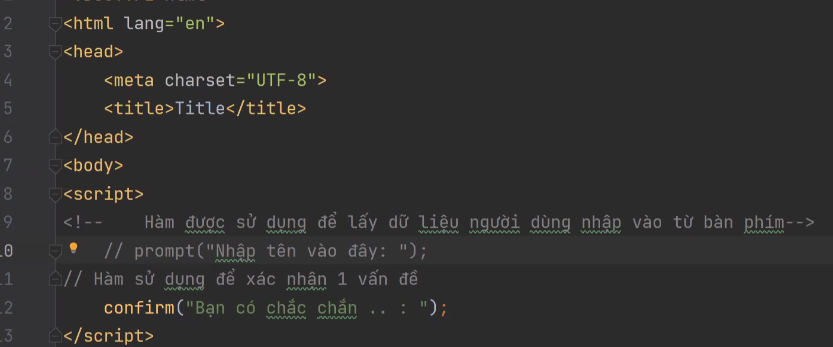 2 <html lang="en">
3 <head>
4 <meta charset="UTF-8">
5 <title>Title</title>
6 </head>
7 <body>
8 <script>
9 <!-- Hàm được sử dụng để lấy dữ liệu người dùng nhập vào từ bàn phím-->
10 // prompt("Nhập tên vào đây: ");
11 // Hàm sử dụng để xác nhận 1 vấn đề
12 confirm("Bạn có chắc chắn .. : ");
13 </script>